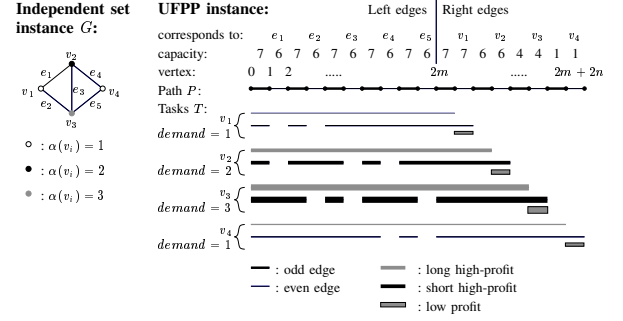 Independent set
instance G:
v₂
e₁ e₄
v₁ e₃ v₄
e₂ e₅
v₃
: α(vᵢ) = 1
: α(vᵢ) = 2
: α(vᵢ) = 3
UFPP instance:
Left edges Right edges
corresponds to: e₁ e₂ e₃ e₄ e₅ v₁ v₂ v₃ v₄
capacity: 7 6 7 6 7 6 7 6 7 6 7 7 6 6 4 4 1 1
vertex: 0 1 2 ..... 2m ..... 2m + 2n
Path P:
Tasks T:
v₁
demand = 1
v₂
demand = 2
v₃
demand = 3
v₄
demand = 1
: odd edge : long high-profit
: even edge : short high-profit
: low profit